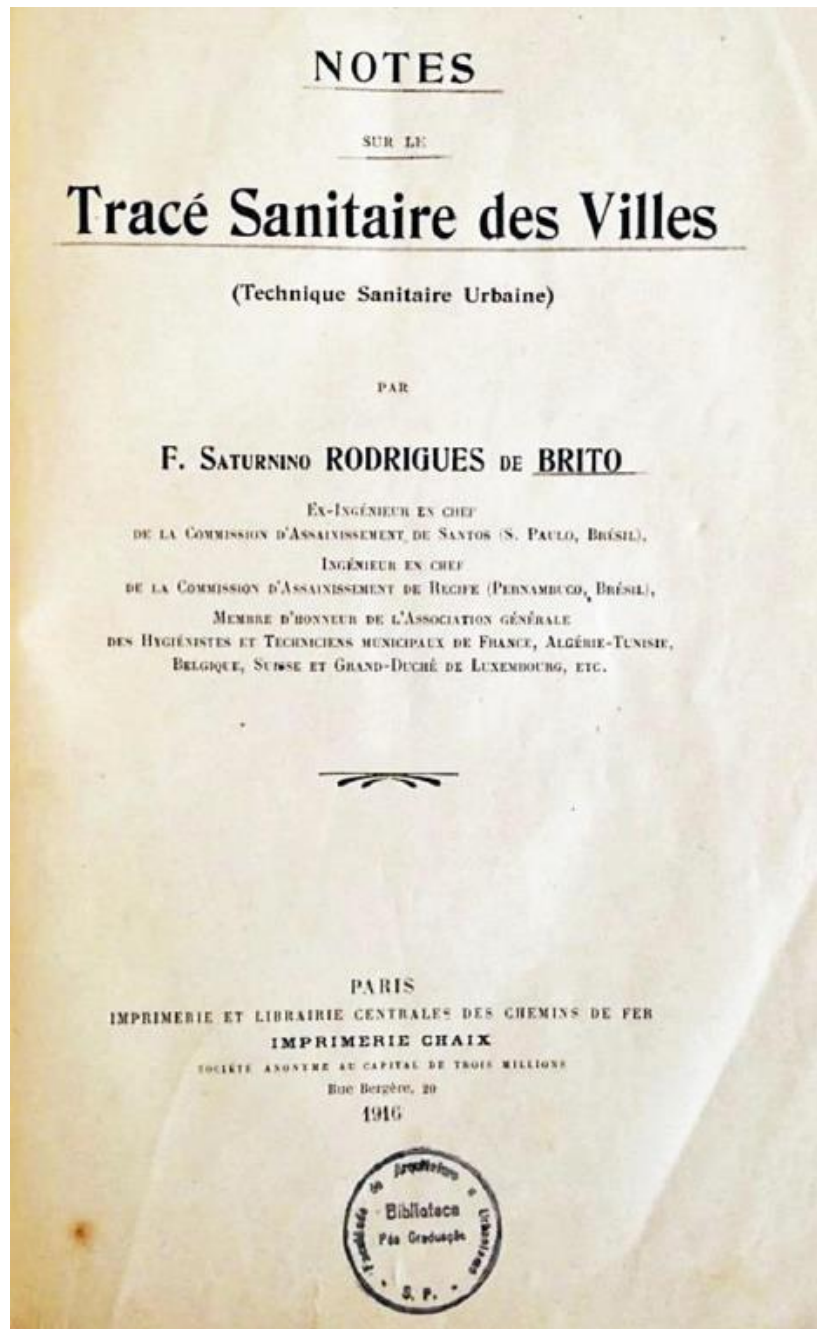 NOTES
SUR LE
Tracé Sanitaire des Villes
(Technique Sanitaire Urbaine)
PAR
F. SATURNINO RODRIGUES DE BRITO
EX-INGÉNIEUR EN CHEF
DE LA COMMISSION D'ASSAINISSEMENT DE SANTOS (S. PAULO, BRÉSIL),
INGÉNIEUR EN CHEF
DE LA COMMISSION D'ASSAINISSEMENT DE RECIFE (PERNAMBUCO, BRÉSIL),
MEMBRE D'HONNEUR DE L'ASSOCIATION GÉNÉRALE
DES HYGIÉNISTES ET TECHNICIENS MUNICIPAUX DE FRANCE, ALGÉRIE-TUNISIE,
BELGIQUE, SUISSE ET GRAND-DUCHÉ DE LUXEMBOURG, ETC.
PARIS
IMPRIMERIE ET LIBRAIRIE CENTRALES DES CHEMINS DE FER
IMPRIMERIE CHAIX
SOCIÉTÉ ANONYME AU CAPITAL DE TROIS MILLIONS
Rue Bergère, 20
1916
Faculdade de Arquitetura e Urbanismo
Biblioteca
Pós Graduação
S. P.